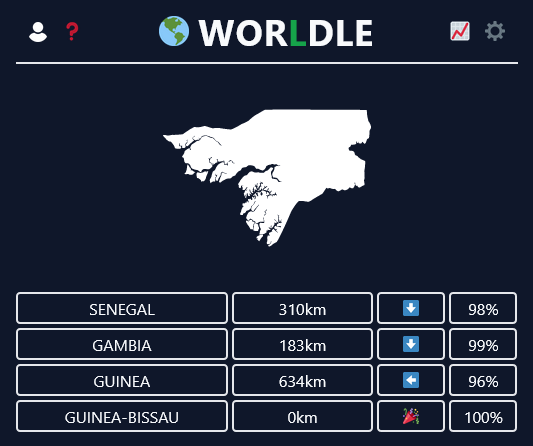 ?
WORLDLE
SENEGAL 310km 98%
GAMBIA 183km 99%
GUINEA 634km 96%
GUINEA-BISSAU 0km 100%